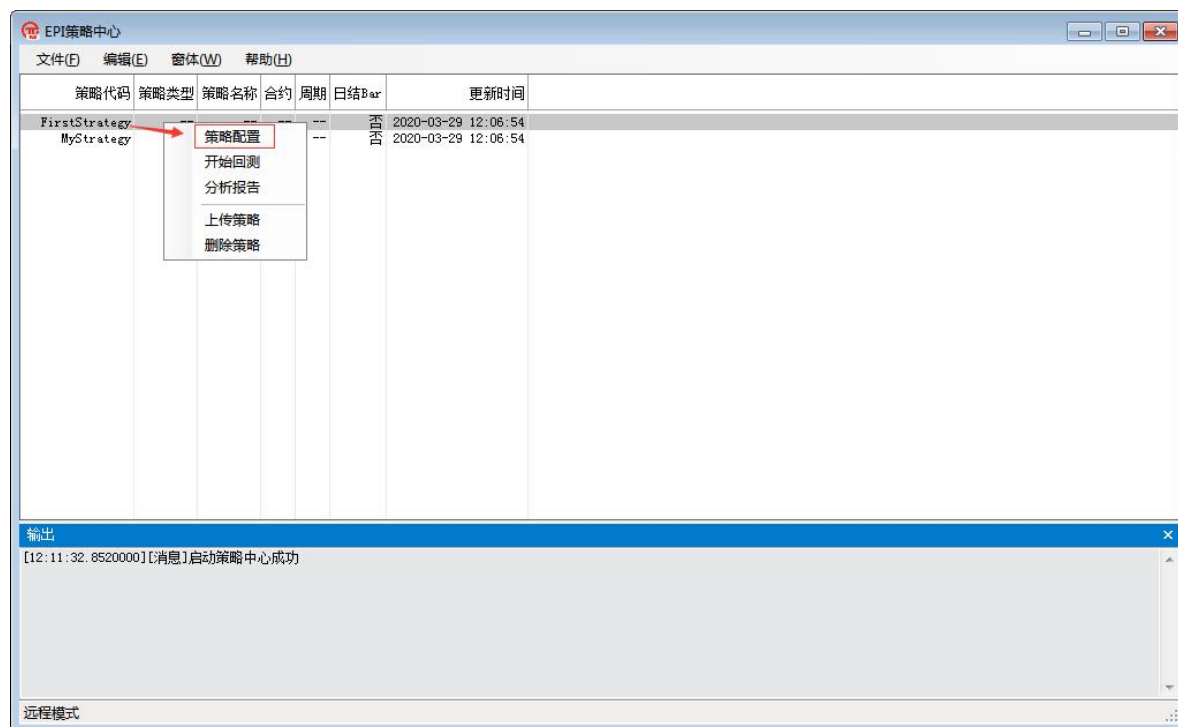 EPI策略中心
文件(F) 编辑(E) 窗体(W) 帮助(H)
策略代码 策略类型 策略名称 合约 周期 日结Bar 更新时间
FirstStrategy -- -- -- -- 否 2020-03-29 12:06:54
MyStrategy -- 否 2020-03-29 12:06:54
策略配置
开始回测
分析报告
上传策略
删除策略
输出
[12:11:32.8520000][消息]启动策略中心成功
远程模式